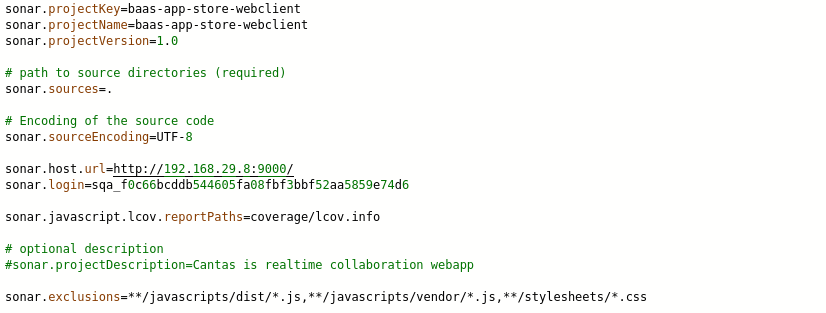 sonar.projectKey=baas-app-store-webclient
sonar.projectName=baas-app-store-webclient
sonar.projectVersion=1.0
# path to source directories (required)
sonar.sources=.
# Encoding of the source code
sonar.sourceEncoding=UTF-8
sonar.host.url=http://192.168.29.8:9000/
sonar.login=sqa_f0c66bcddb544605fa08fbf3bbf52aa5859e74d6
sonar.javascript.lcov.reportPaths=coverage/lcov.info
# optional description
#sonar.projectDescription=Cantas is realtime collaboration webapp
sonar.exclusions=**/javascripts/dist/*.js,**/javascripts/vendor/*.js,**/stylesheets/*.css